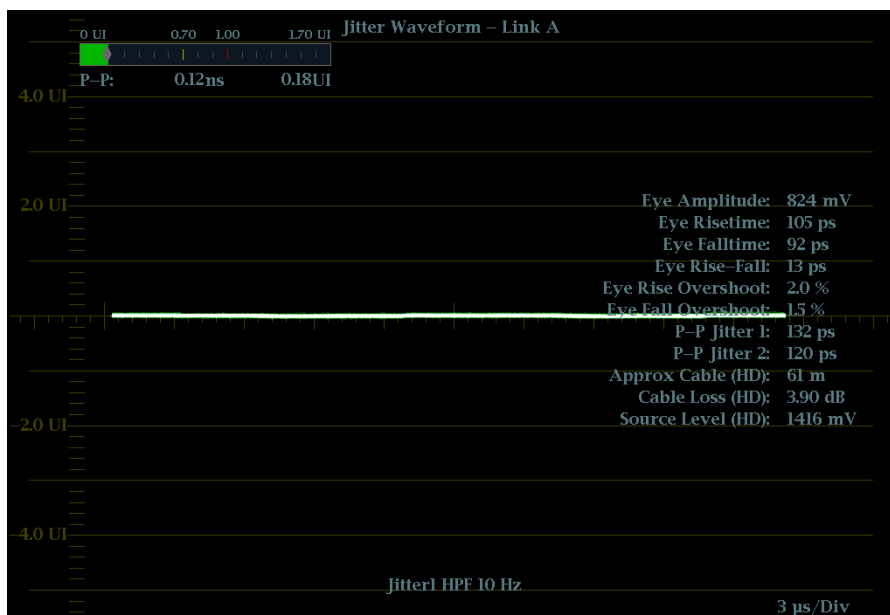 Jitter Waveform – Link A
0 UI 0.70 1.00 1.70 UI
P–P: 0.12ns 0.18UI
4.0 UI
2.0 UI
Eye Amplitude: 824 mV
Eye Risetime: 105 ps
Eye Falltime: 92 ps
Eye Rise–Fall: 13 ps
Eye Rise Overshoot: 2.0 %
Eye Fall Overshoot: 1.5 %
P–P Jitter 1: 132 ps
P–P Jitter 2: 120 ps
Approx Cable (HD): 61 m
Cable Loss (HD): 3.90 dB
Source Level (HD): 1416 mV
-2.0 UI
-4.0 UI
Jitter1 HPF 10 Hz
3 µs/Div